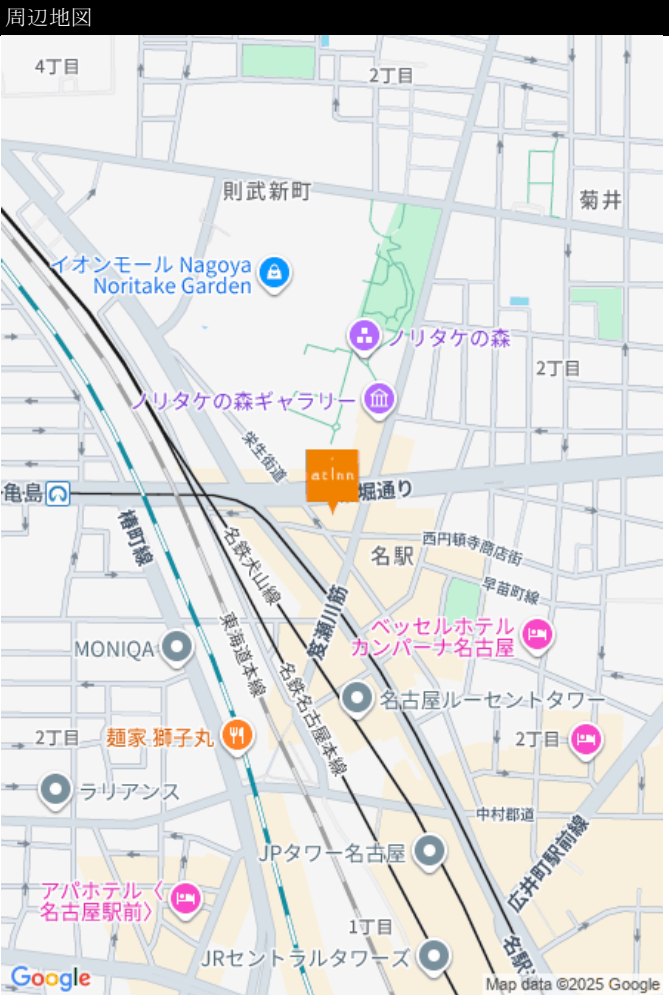 周辺地図
4丁目
2丁目
則武新町
菊井
イオンモール Nagoya
Noritake Garden
ノリタケの森
2丁目
ノリタケの森ギャラリー
栄生街道
atinn
亀島
堀通り
椿町線
名鉄犬山線
西円頓寺商店街
名駅
早苗町線
笈瀬川筋
ベッセルホテル
カンパーナ名古屋
東海道本線
MONIQA
名鉄名古屋本線
名古屋ルーセントタワー
2丁目
麺家 獅子丸
2丁目
ラリアンス
中村郡道
広井町駅前線
JPタワー名古屋
アパホテル〈
名古屋駅前〉
1丁目
JRセントラルタワーズ
名駅
Google
Map data ©2025 Google